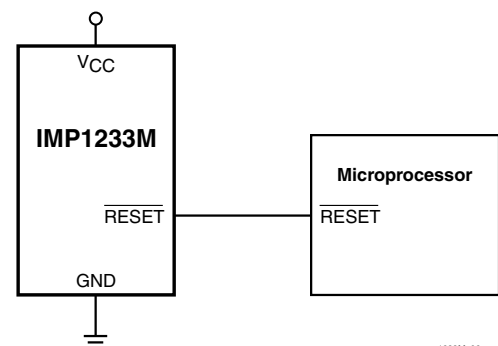 VCC
IMP1233M
Microprocessor
RESET RESET
GND